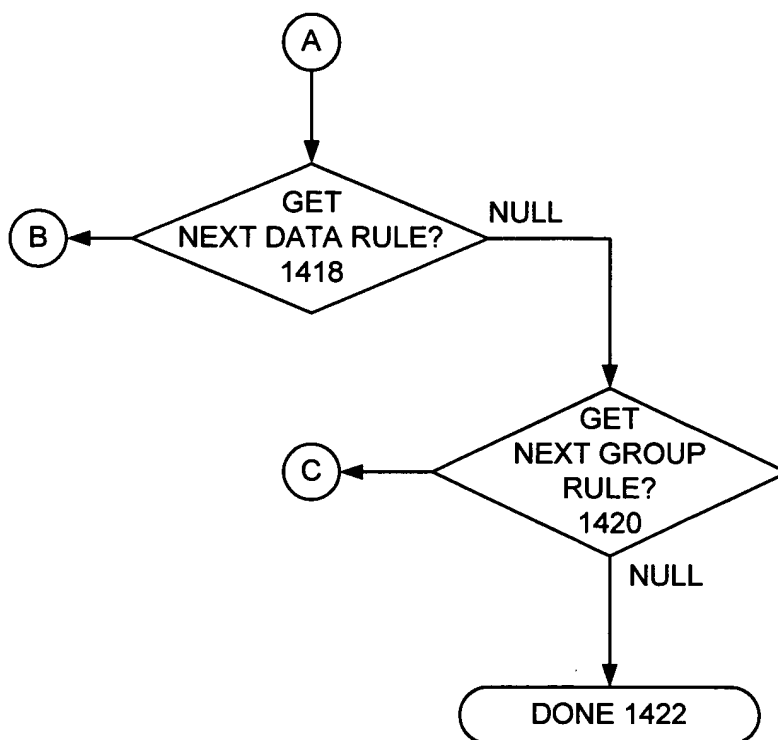 A
GET
NEXT DATA RULE?
1418
NULL
B
GET
NEXT GROUP
RULE?
1420
C
NULL
DONE 1422